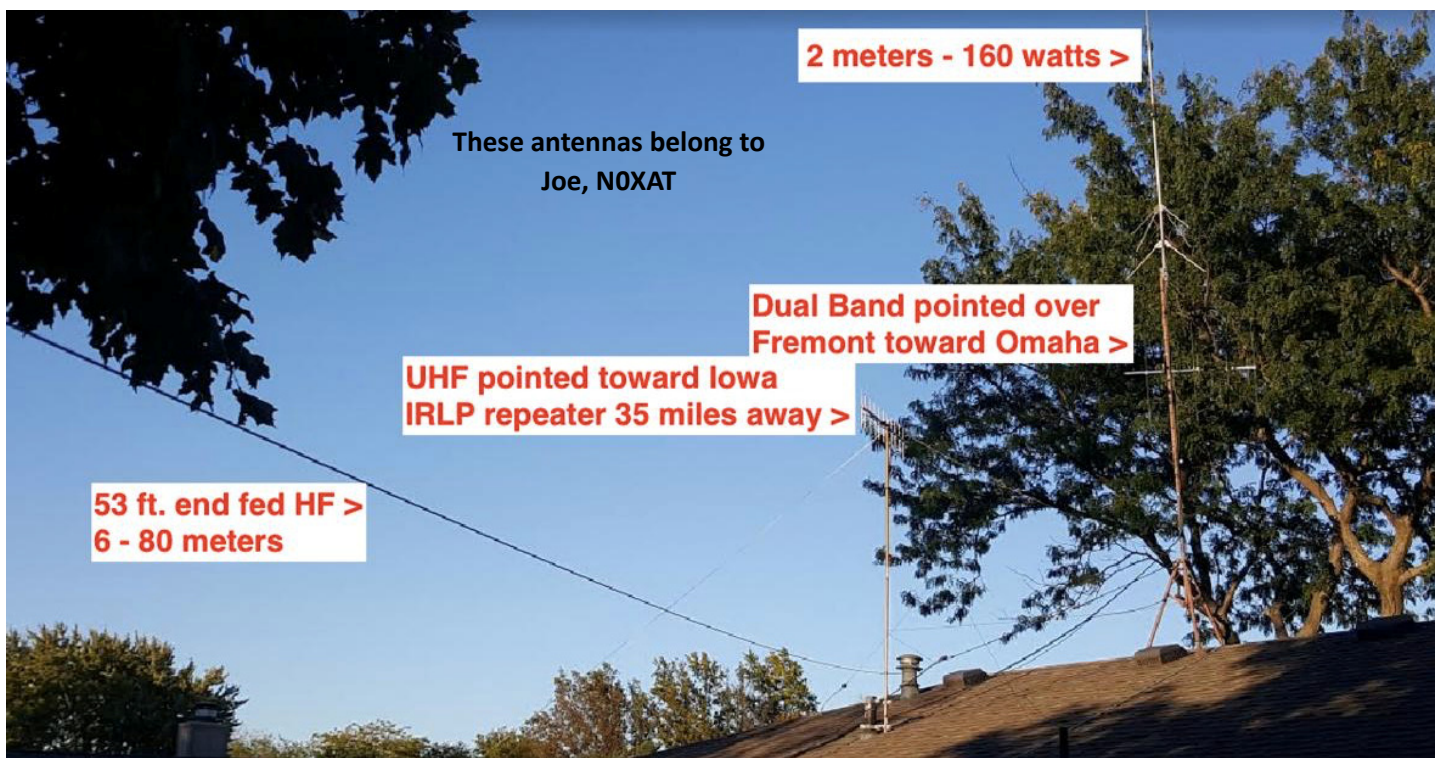 2 meters - 160 watts >
These antennas belong to
Joe, N0XAT
Dual Band pointed over
Fremont toward Omaha >
UHF pointed toward Iowa
IRLP repeater 35 miles away >
53 ft. end fed HF >
6 - 80 meters